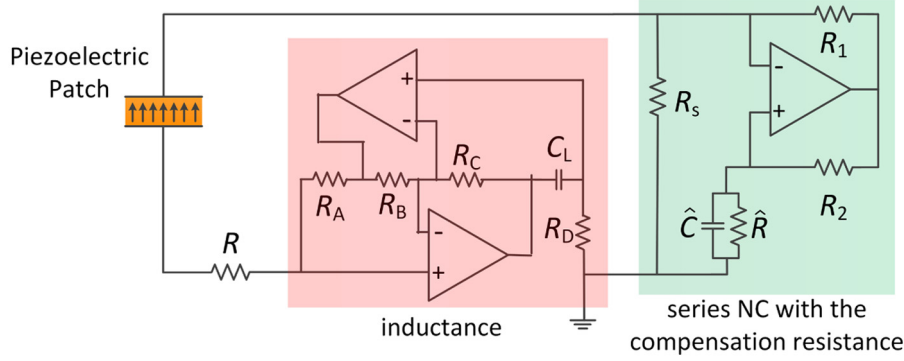 Piezoelectric
Patch
R
R_A
R_B
R_C
C_L
R_D
+
-
-
+
inductance
R_s
R_1
-
+
R_2
Ĉ
R̂
series NC with the
compensation resistance